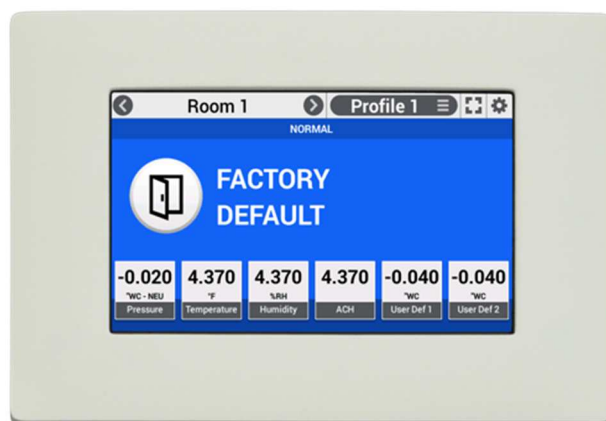 Room 1 Profile 1
NORMAL
FACTORY
DEFAULT
-0.020 4.370 4.370 4.370 -0.040 -0.040
"WC - NEU °F %RH "WC "WC
Pressure Temperature Humidity ACH User Def 1 User Def 2